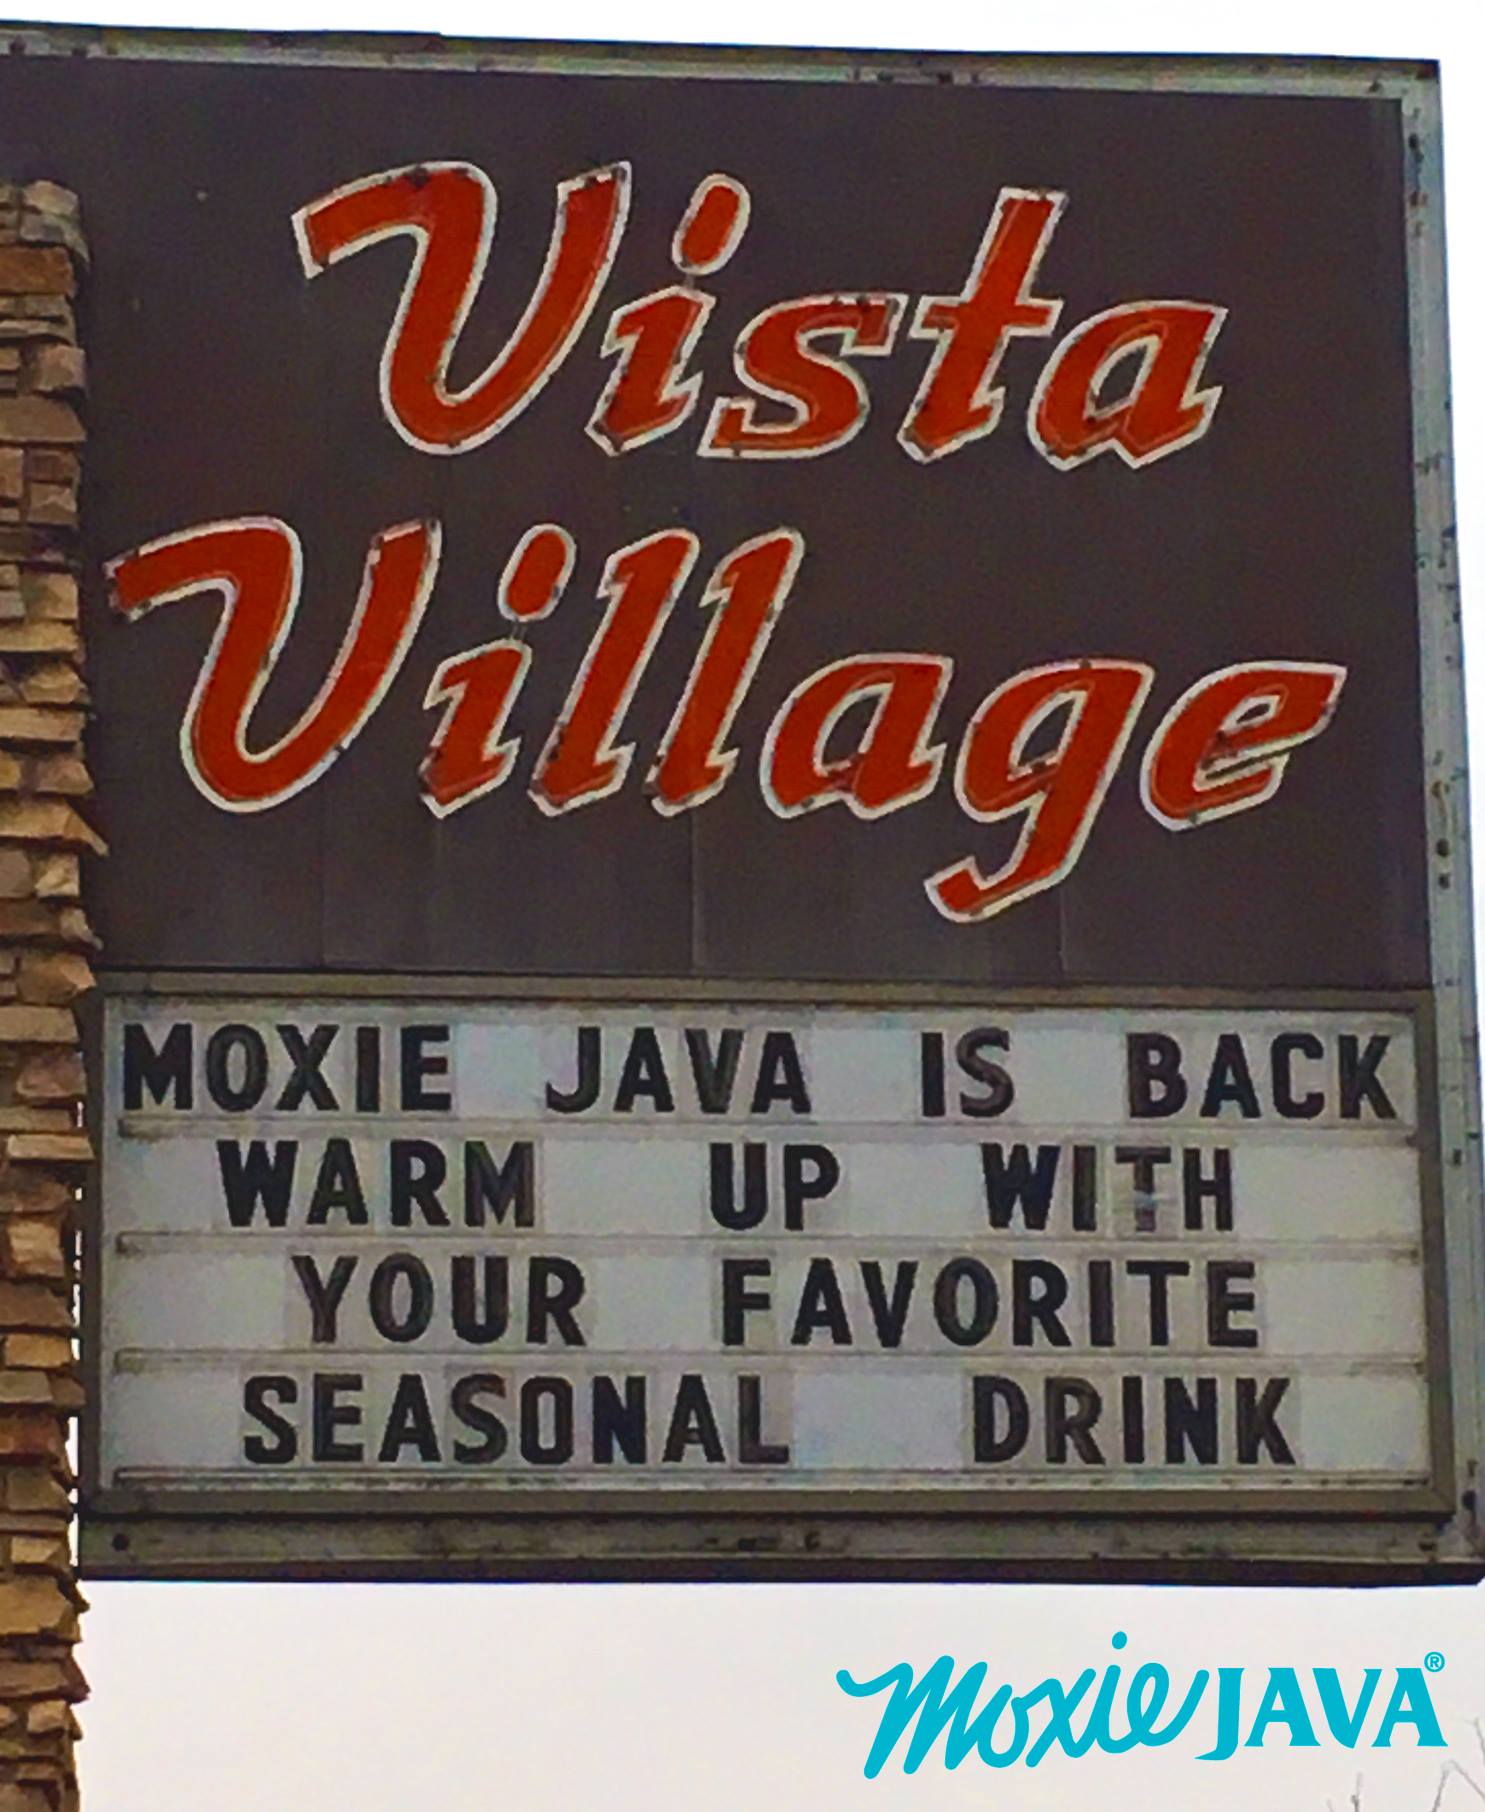 Vista
Village
MOXIE JAVA IS BACK
WARM UP WITH
YOUR FAVORITE
SEASONAL DRINK
Moxie JAVA®